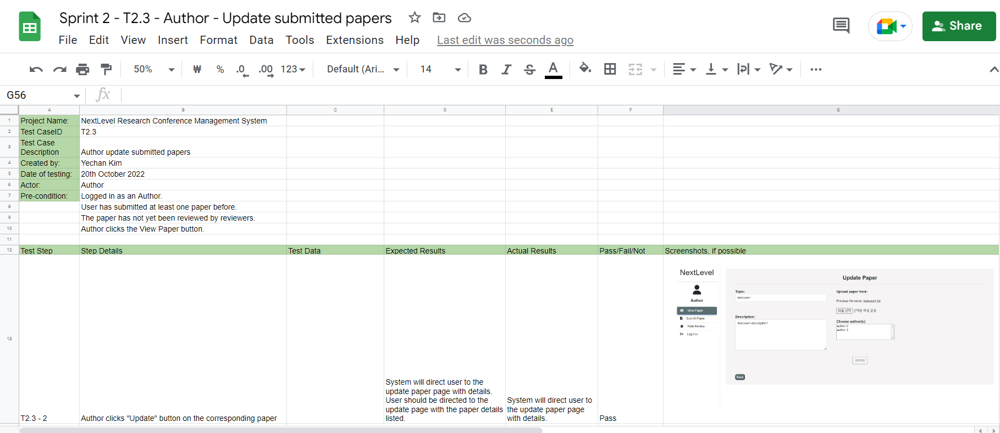 Sprint 2 - T2.3 - Author - Update submitted papers
File Edit View Insert Format Data Tools Extensions Help Last edit was seconds ago
Share
50% ₩ % .0 .00 123 Default (Ari... 14 B I S A
G56 fx
A B C D E F G
1 Project Name: NextLevel Research Conference Management System
2 Test CaseID T2.3
3 Test Case Description Author update submitted papers
4 Created by: Yechan Kim
5 Date of testing: 20th October 2022
6 Actor: Author
7 Pre-condition: Logged in as an Author.
8 User has submitted at least one paper before.
9 The paper has not yet been reviewed by reviewers.
10 Author clicks the View Paper button.
11
12 Test Step Step Details Test Data Expected Results Actual Results Pass/Fail/Not Screenshots, if possible
13
T2.3 - 2
Author clicks "Update" button on the corresponding paper
System will direct user to the
update paper page with details.
User should be directed to the
update page with the paper details
listed.
System will direct user to
the update paper page
with details.
Pass
NextLevel
Author
View Paper
Submit Paper
Rate Review
Log Out
Update Paper
Topic:
testcase1
Description:
testcase1-description1
Upload paper here:
Previous file name: testcase1.txt
파일 선택 선택된 파일 없음
Choose author(s):
author 2
author 3
Update
Back